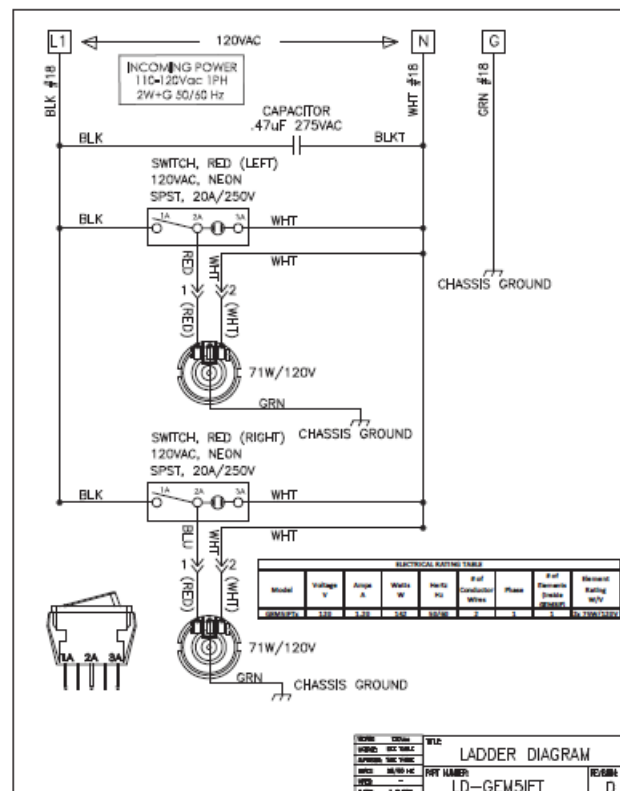 L1
120VAC
N
G
BLK #18
INCOMING POWER
110-120Vac 1PH
2W+G 50/60 Hz
WHT #18
GRN #18
CAPACITOR
.47uF 275VAC
BLK
BLKT
SWITCH, RED (LEFT)
120VAC, NEON
SPST, 20A/250V
1A 2A 3A
BLK
WHT
RED
WHT
WHT
1
2
(RED)
(WHT)
CHASSIS GROUND
71W/120V
GRN
CHASSIS GROUND
SWITCH, RED (RIGHT)
120VAC, NEON
SPST, 20A/250V
1A 2A 3A
BLK
WHT
BLU
WHT
WHT
1
2
(RED)
(WHT)
ELECTRICAL RATING TABLE
Model
Voltage V
Amps A
Watts W
Hertz Hz
# of Conductor Wires
Phase
# of Elements
Element Rating W/V
120 1.20 142 50/60 2 1 1
71W/120V
GRN
CHASSIS GROUND
1A 2A 3A
TITLE:
LADDER DIAGRAM
PART NUMBER:
LD-GEM5IFT
D